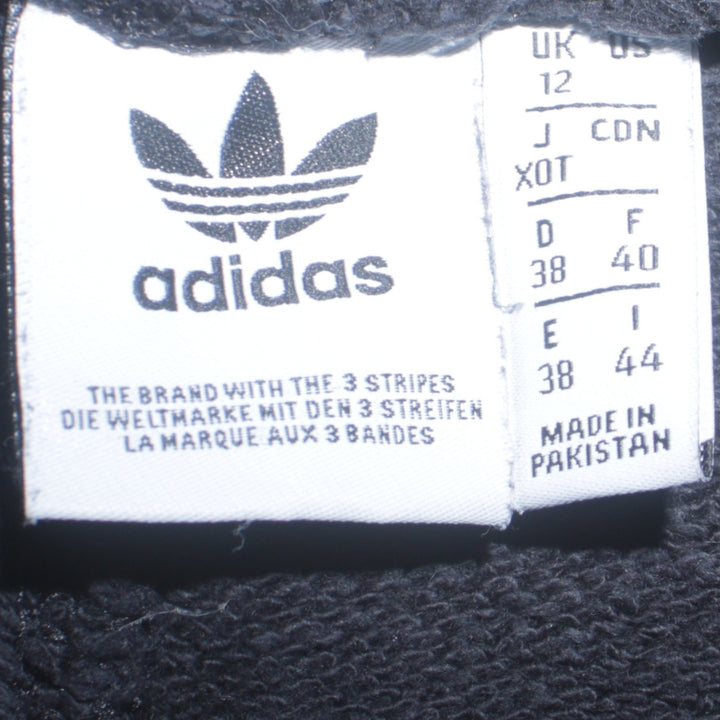 adidas
THE BRAND WITH THE 3 STRIPES
DIE WELTMARKE MIT DEN 3 STREIFEN
LA MARQUE AUX 3 BANDES
UK US
12
J CDN
XOT
D F
38 40
E I
38 44
MADE IN
PAKISTAN